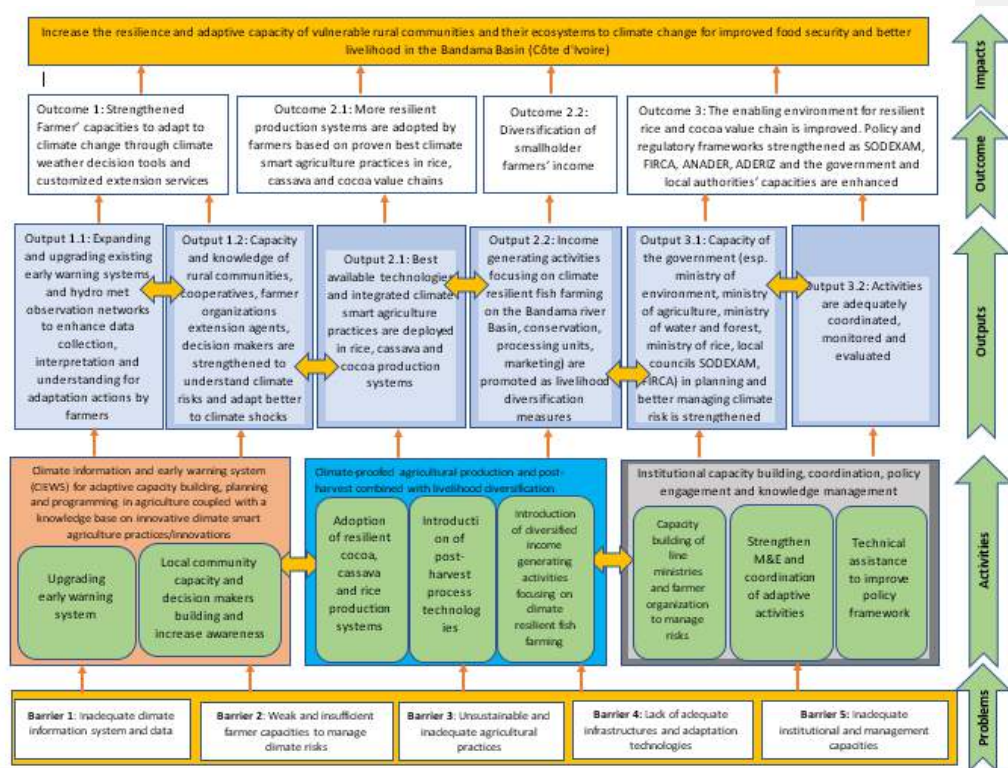 Increase the resilience and adaptive capacity of vulnerable rural communities and their ecosystems to climate change for improved food security and better
livelihood in the Bandama Basin (Côte d'Ivoire)
Impacts
Outcome 1: Strengthened
Farmer' capacities to adapt to
climate change through climate
weather decision tools and
customized extension services
Outcome 2.1: More resilient
production systems are adopted by
farmers based on proven best climate
smart agriculture practices in rice,
cassava and cocoa value chains
Outcome 2.2:
Diversification of
smallholder
farmers' income
Outcome 3: The enabling environment for resilient
rice and cocoa value chain is improved. Policy and
regulatory frameworks strengthened as SODEXAM,
FIRCA, ANADER, ADERIZ and the government and
local authorities' capacities are enhanced
Outcome
Output 1.1: Expanding
and upgrading existing
early warning systems
and hydro met
observation networks
to enhance data
collection,
interpretation and
understanding for
adaptation actions by
farmers
Output 1.2: Capacity
and knowledge of
rural communities,
cooperatives, farmer
organizations
extension agents,
decision makers are
strengthened to
understand climate
risks and adapt better
to climate shocks
Output 2.1: Best
available technologies
and integrated climate
smart agriculture
practices are deployed
in rice, cassava and
cocoa production
systems
Output 2.2: Income
generating activities
focusing on climate
resilient fish farming
on the Bandama river
Basin, conservation,
processing units,
marketing) are
promoted as livelihood
diversification
measures
Output 3.1: Capacity
of the government (esp.
ministry of
environment, ministry
of agriculture, ministry
of water and forest,
ministry of rice, local
councils SODEXAM,
FIRCA) in planning and
better managing climate
risk is strengthened
Output 3.2: Activities
are adequately
coordinated,
monitored and
evaluated
Outputs
Climate information and early warning system
(CIEWS) for adaptive capacity building, planning
and programming in agriculture coupled with a
knowledge base on innovative climate smart
agriculture practices/innovations
Upgrading
early warning
system
Local community
capacity and
decision makers
building and
increase awareness
Climate-proofed agricultural production and post-
harvest combined with livelihood diversification
Adoption
of resilient
cocoa,
cassava
and rice
production
systems
Introducti
on of
post-
harvest
process
technolog
ies
Introduction
of diversified
income
generating
activities
focusing on
climate
resilient fish
farming
Institutional capacity building, coordination, policy
engagement and knowledge management
Capacity
building of
line
ministries
and farmer
organization
to manage
risks
Strengthen
M&E and
coordination
of adaptive
activities
Technical
assistance
to improve
policy
framework
Activities
Barrier 1: Inadequate climate
information system and data
Barrier 2: Weak and insufficient
farmer capacities to manage
climate risks
Barrier 3: Unsustainable and
inadequate agricultural
practices
Barrier 4: Lack of adequate
infrastructures and adaptation
technologies
Barrier 5: Inadequate
institutional and management
capacities
Problems